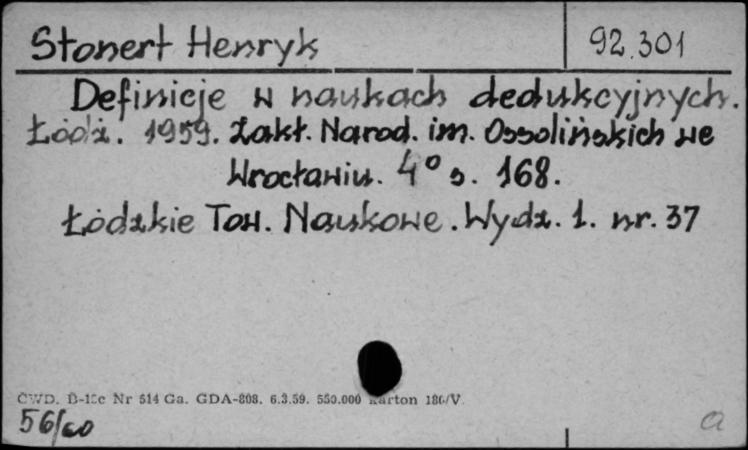 Stonert Henryk 92.301
Definicje w naukach dedukcyjnych.
Łódź. 1959. Zakł. Narod. im. Ossolińskich we
Wrocławiu. 4° s. 168.
Łódzkie Tow. Naukowe. Wydz. 1. nr. 37
Nr 514 Ga. GDA-808. 6.3.59. 550.000 karton 180/V.
56/60
a